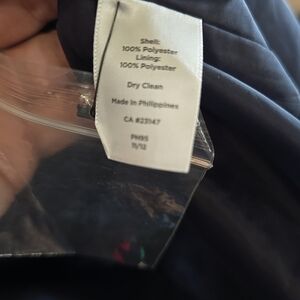 Shell:
100% Polyester
Lining:
100% Polyester
Dry Clean
Made In Philippines
CA #23147
PH95
11/12